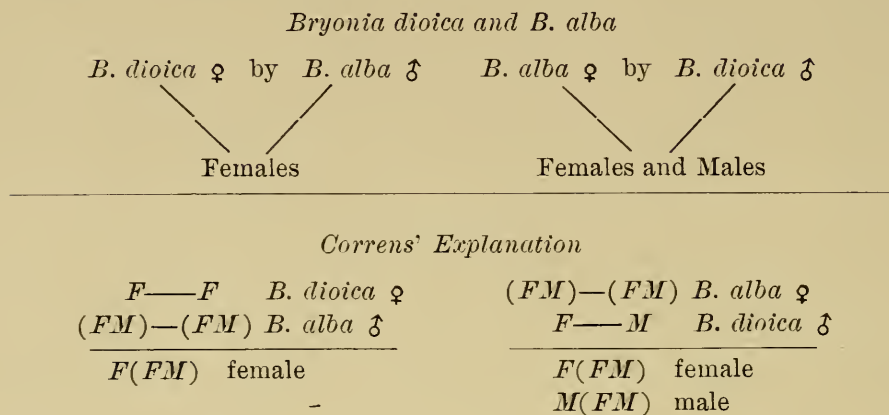 Bryonia dioica and B. alba
B. dioica ♀ by B. alba ♂ B. alba ♀ by B. dioica ♂
Females Females and Males
Correns' Explanation
F——F B. dioica ♀ (FM)—(FM) B. alba ♀
(FM)—(FM) B. alba ♂ F——M B. dioica ♂
F(FM) female F(FM) female
M(FM) male